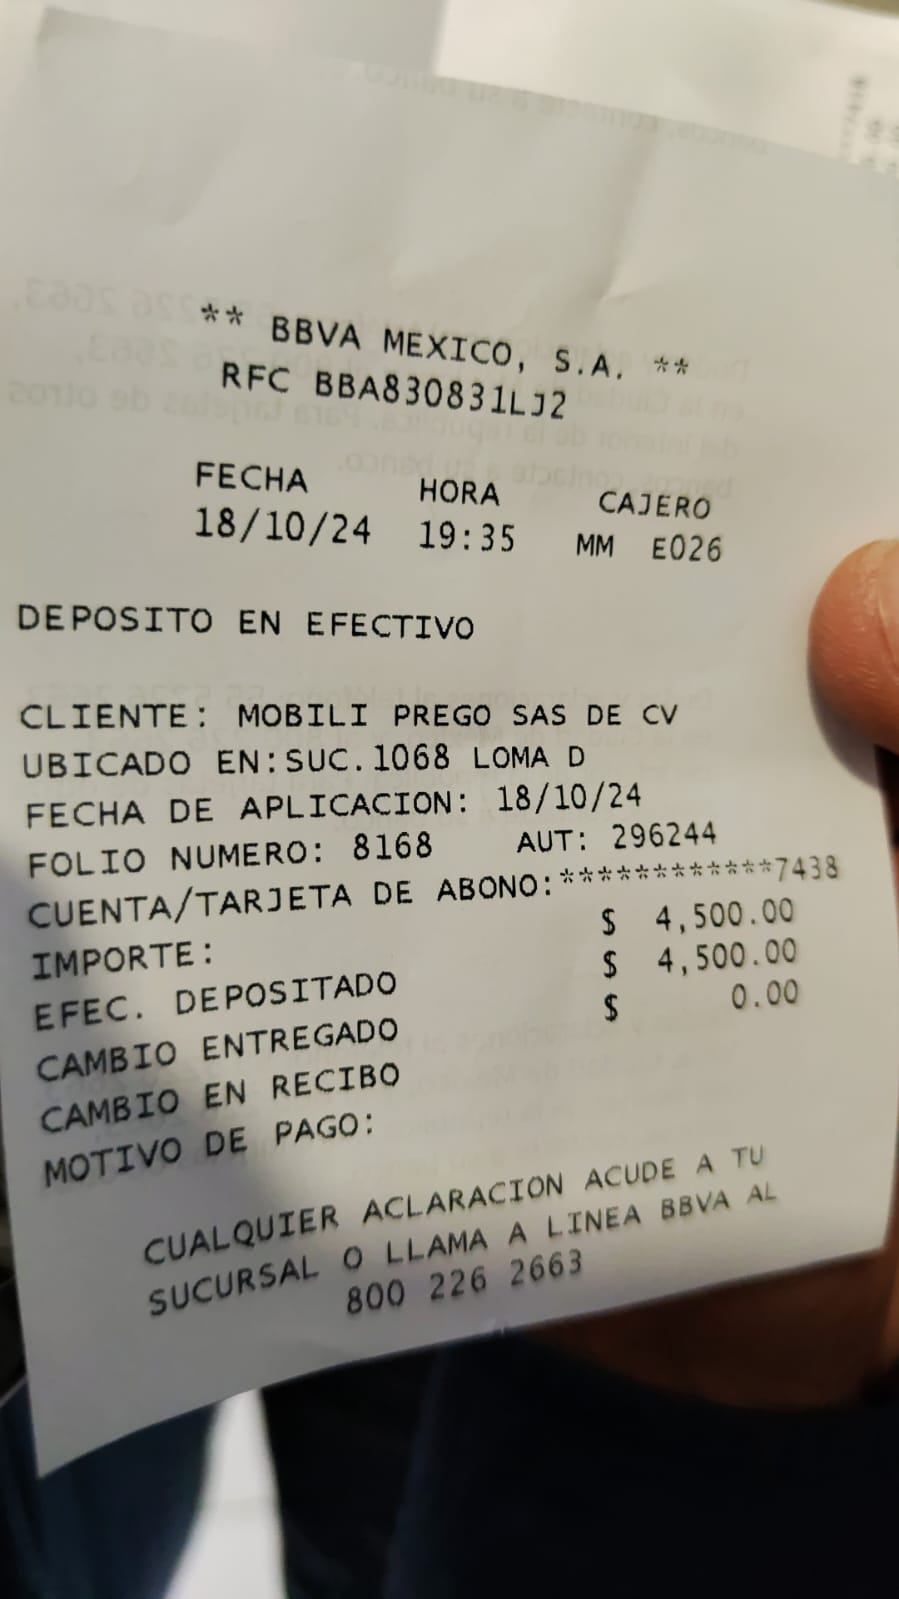 ** BBVA MEXICO, S.A. **
RFC BBA830831LJ2
FECHA HORA CAJERO
18/10/24 19:35 MM E026
DEPOSITO EN EFECTIVO
CLIENTE: MOBILI PREGO SAS DE CV
UBICADO EN:SUC.1068 LOMA D
FECHA DE APLICACION: 18/10/24
FOLIO NUMERO: 8168 AUT: 296244
CUENTA/TARJETA DE ABONO:************7438
IMPORTE: $ 4,500.00
EFEC. DEPOSITADO $ 4,500.00
CAMBIO ENTREGADO $ 0.00
CAMBIO EN RECIBO
MOTIVO DE PAGO:
CUALQUIER ACLARACION ACUDE A TU
SUCURSAL O LLAMA A LINEA BBVA AL
800 226 2663